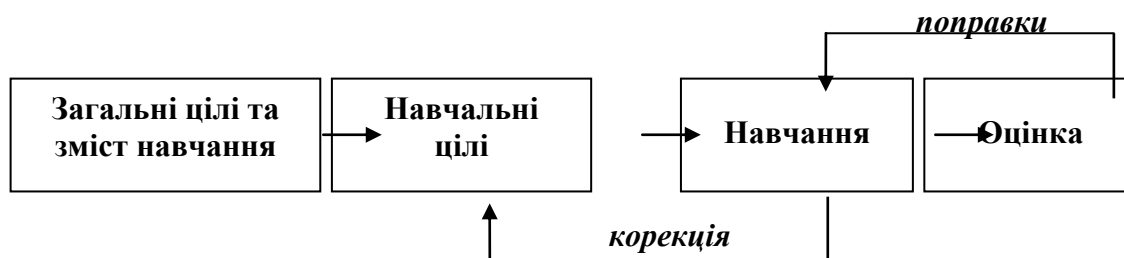 поправки
Загальні цілі та
зміст навчання
Навчальні
цілі
Навчання
Оцінка
корекція